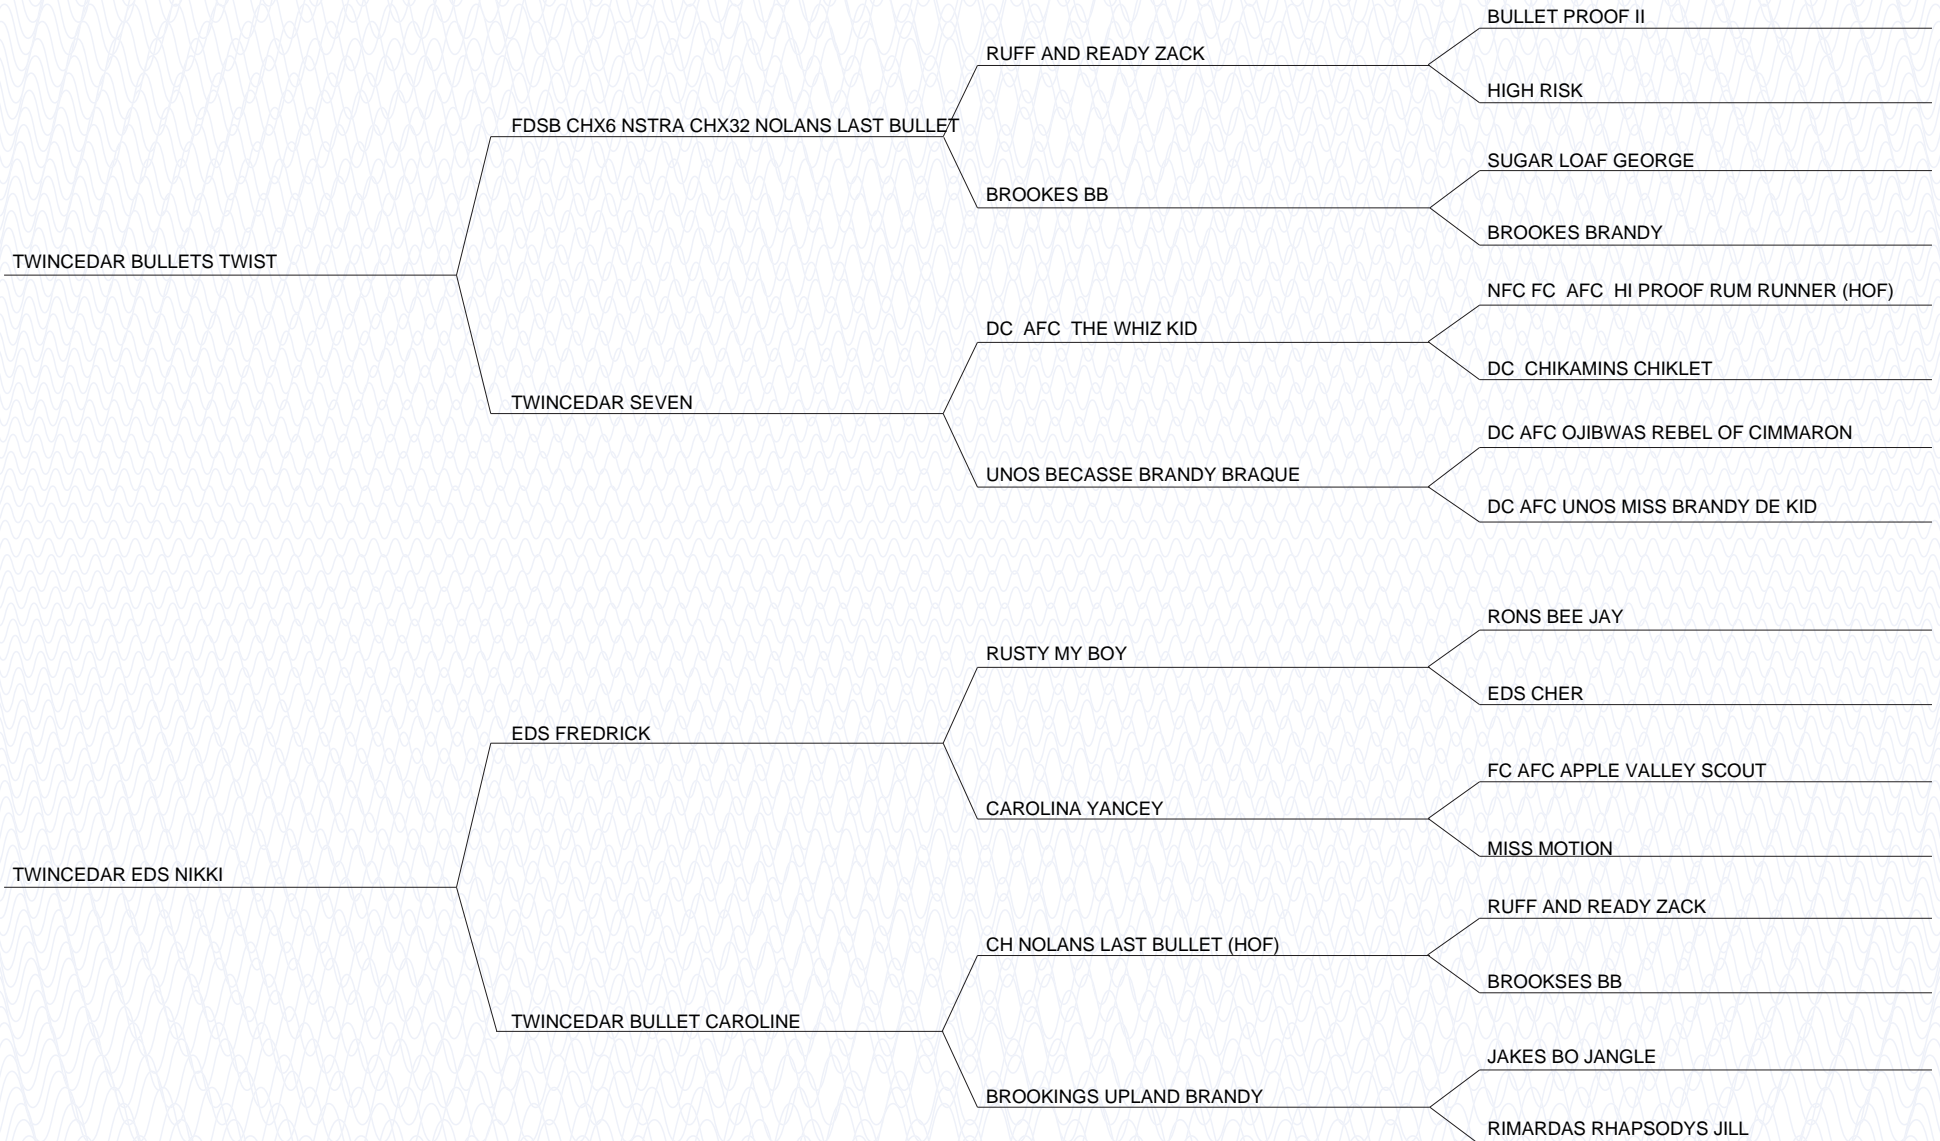 BULLET PROOF II
RUFF AND READY ZACK
HIGH RISK
FDSB CHX6 NSTRA CHX32 NOLANS LAST BULLET
SUGAR LOAF GEORGE
BROOKES BB
BROOKES BRANDY
TWINCEDAR BULLETS TWIST
NFC FC  AFC  HI PROOF RUM RUNNER (HOF)
DC  AFC  THE WHIZ KID
DC  CHIKAMINS CHIKLET
TWINCEDAR SEVEN
DC AFC OJIBWAS REBEL OF CIMMARON
UNOS BECASSE BRANDY BRAQUE
DC AFC UNOS MISS BRANDY DE KID
RONS BEE JAY
RUSTY MY BOY
EDS CHER
EDS FREDRICK
FC AFC APPLE VALLEY SCOUT
CAROLINA YANCEY
MISS MOTION
TWINCEDAR EDS NIKKI
RUFF AND READY ZACK
CH NOLANS LAST BULLET (HOF)
BROOKSES BB
TWINCEDAR BULLET CAROLINE
JAKES BO JANGLE
BROOKINGS UPLAND BRANDY
RIMARDAS RHAPSODYS JILL